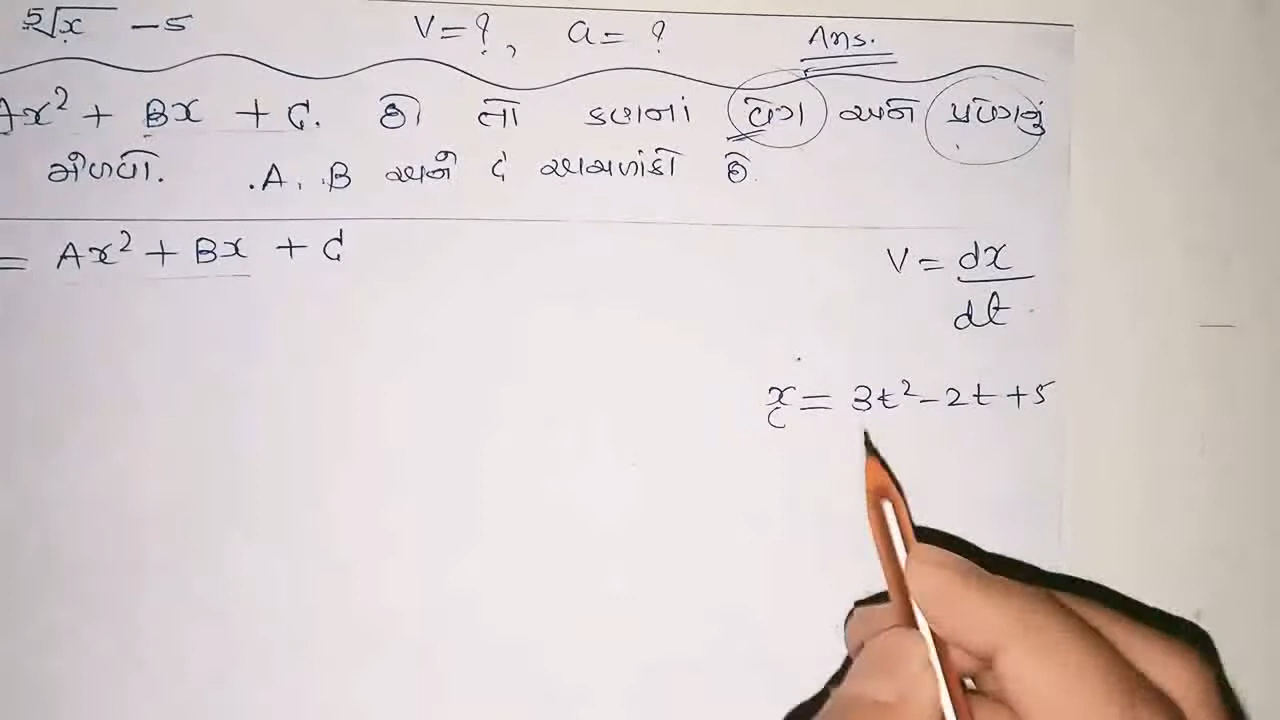 5√x - 5 V = ? , a = ? Ans.
Ax² + Bx + C. છે તો કણનાં વેગ અને પ્રવેગનું
મેળવો. A, B અને C અચળાંકો છે.
= Ax² + Bx + C
V = dx/dt
x = 3t² - 2t + 5